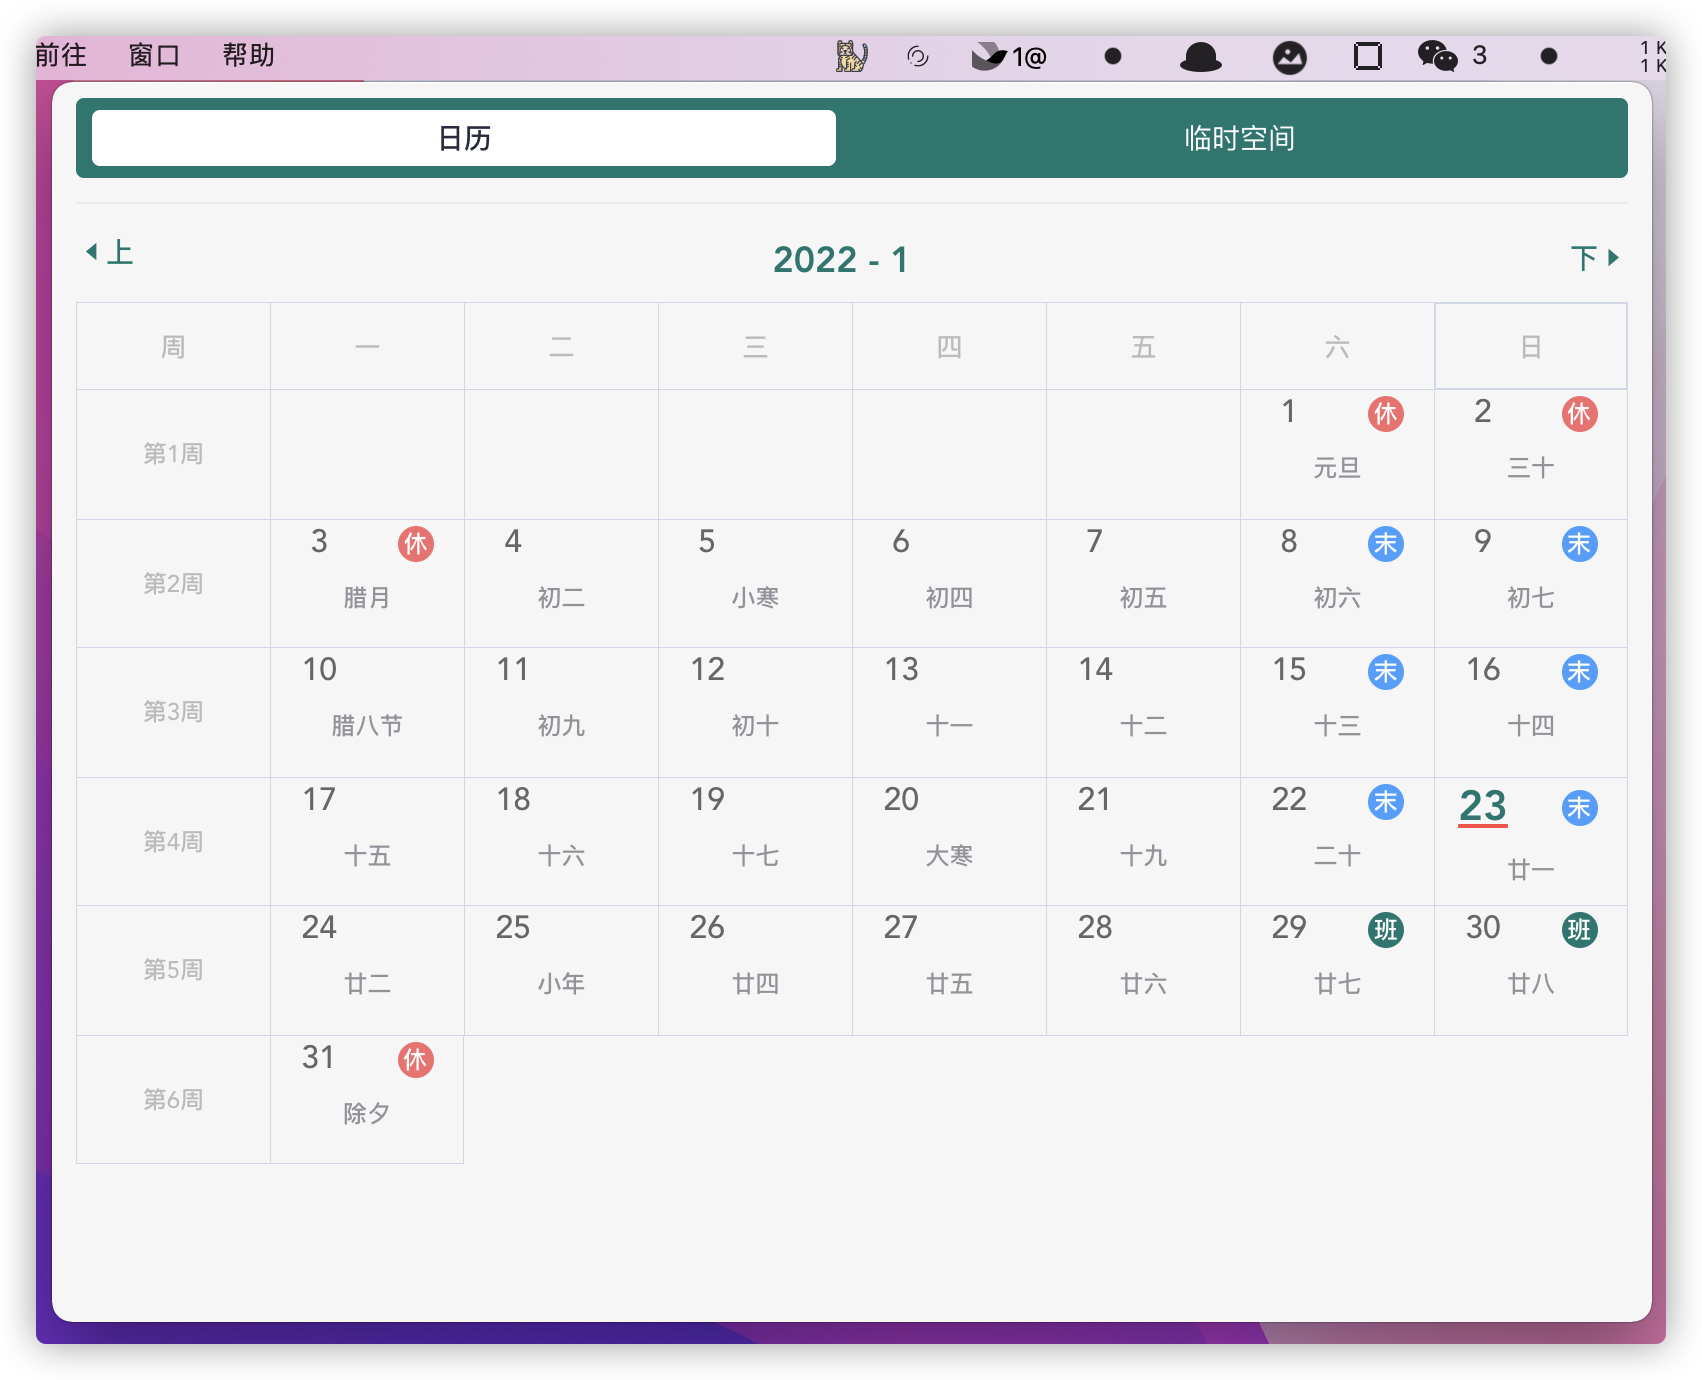 前往 窗口 帮助 1@ 3 1 K
1 K
日历 临时空间
上 2022 - 1 下
周 一 二 三 四 五 六 日
第1周 1 休 2 休
元旦 三十
第2周 3 休 4 5 6 7 8 末 9 末
腊月 初二 小寒 初四 初五 初六 初七
第3周 10 11 12 13 14 15 末 16 末
腊八节 初九 初十 十一 十二 十三 十四
第4周 17 18 19 20 21 22 末 23 末
十五 十六 十七 大寒 十九 二十 廿一
第5周 24 25 26 27 28 29 班 30 班
廿二 小年 廿四 廿五 廿六 廿七 廿八
第6周 31 休
除夕